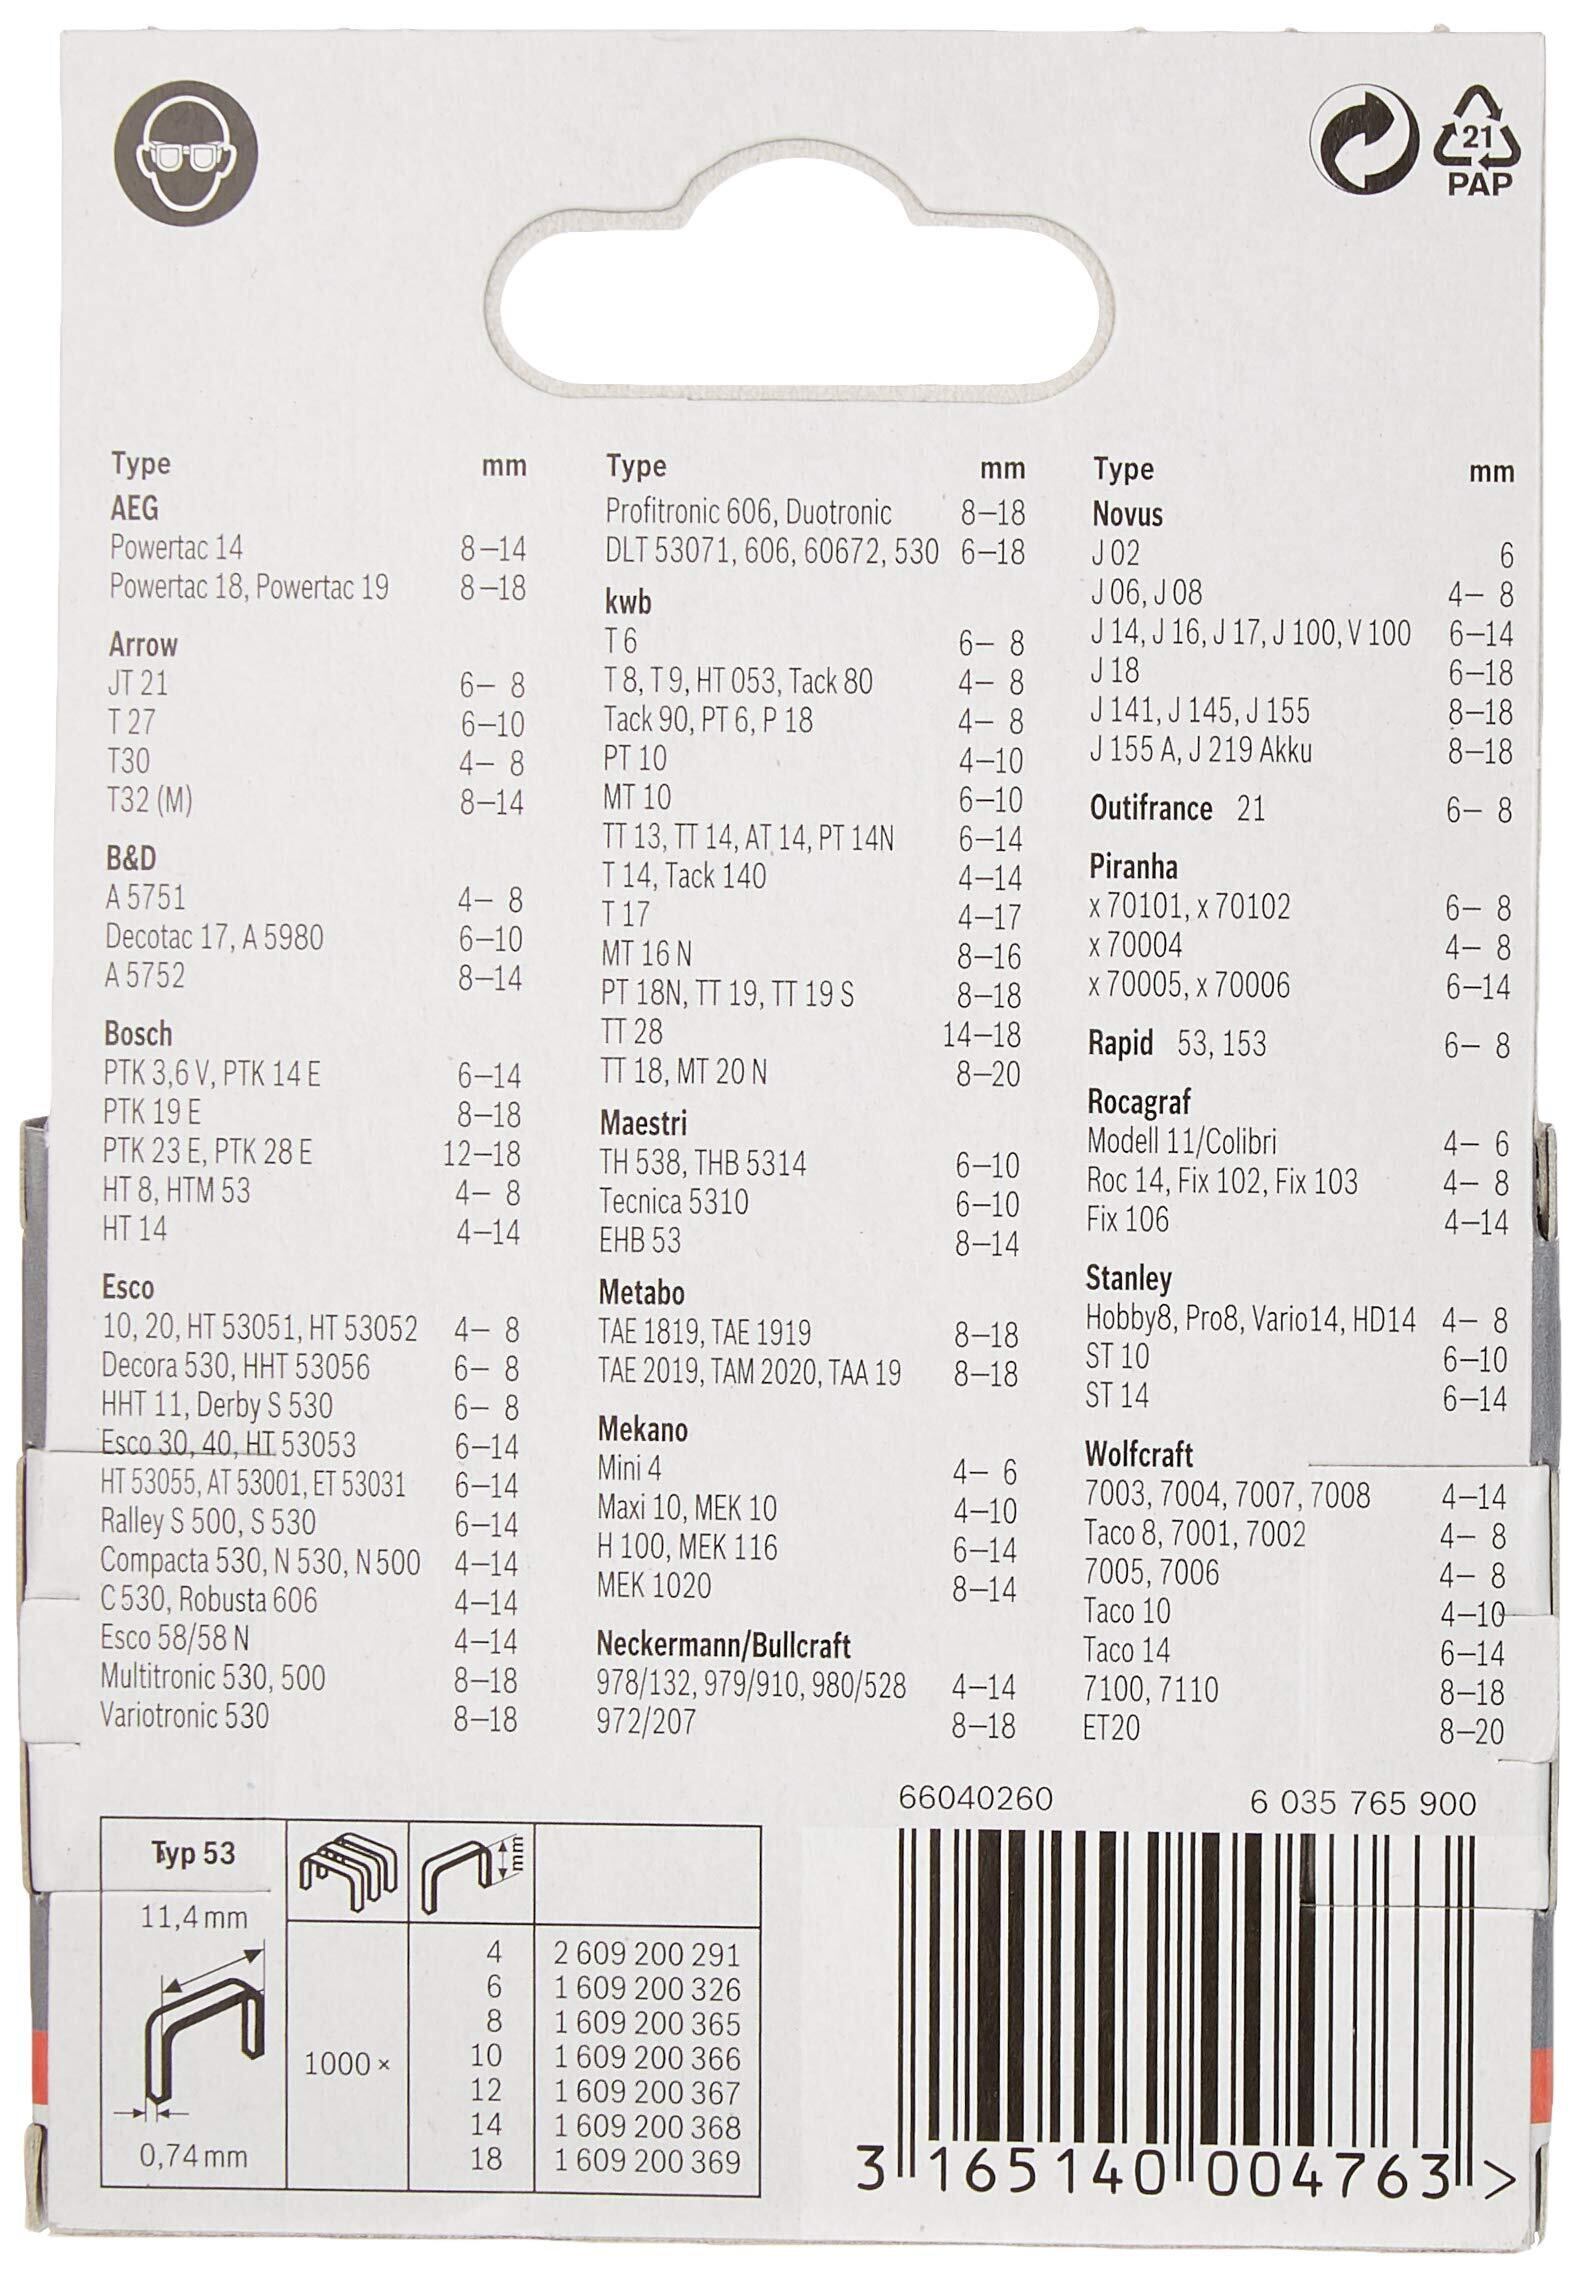 21
PAP
Type mm
AEG
Powertac 14 8–14
Powertac 18, Powertac 19 8–18
Arrow
JT 21 6– 8
T 27 6–10
T30 4– 8
T32 (M) 8–14
B&D
A 5751 4– 8
Decotac 17, A 5980 6–10
A 5752 8–14
Bosch
PTK 3,6 V, PTK 14 E 6–14
PTK 19 E 8–18
PTK 23 E, PTK 28 E 12–18
HT 8, HTM 53 4– 8
HT 14 4–14
Esco
10, 20, HT 53051, HT 53052 4– 8
Decora 530, HHT 53056 6– 8
HHT 11, Derby S 530 6– 8
Esco 30, 40, HT 53053 6–14
HT 53055, AT 53001, ET 53031 6–14
Ralley S 500, S 530 6–14
Compacta 530, N 530, N 500 4–14
C 530, Robusta 606 4–14
Esco 58/58 N 4–14
Multitronic 530, 500 8–18
Variotronic 530 8–18
Type mm
Profitronic 606, Duotronic 8–18
DLT 53071, 606, 60672, 530 6–18
kwb
T 6 6– 8
T 8, T 9, HT 053, Tack 80 4– 8
Tack 90, PT 6, P 18 4– 8
PT 10 4–10
MT 10 6–10
TT 13, TT 14, AT 14, PT 14N 6–14
T 14, Tack 140 4–14
T 17 4–17
MT 16 N 8–16
PT 18N, TT 19, TT 19 S 8–18
TT 28 14–18
TT 18, MT 20 N 8–20
Maestri
TH 538, THB 5314 6–10
Tecnica 5310 6–10
EHB 53 8–14
Metabo
TAE 1819, TAE 1919 8–18
TAE 2019, TAM 2020, TAA 19 8–18
Mekano
Mini 4 4– 6
Maxi 10, MEK 10 4–10
H 100, MEK 116 6–14
MEK 1020 8–14
Neckermann/Bullcraft
978/132, 979/910, 980/528 4–14
972/207 8–18
Type mm
Novus
J 02 6
J 06, J 08 4– 8
J 14, J 16, J 17, J 100, V 100 6–14
J 18 6–18
J 141, J 145, J 155 8–18
J 155 A, J 219 Akku 8–18
Outifrance 21 6– 8
Piranha
x 70101, x 70102 6– 8
x 70004 4– 8
x 70005, x 70006 6–14
Rapid 53, 153 6– 8
Rocagraf
Modell 11/Colibri 4– 6
Roc 14, Fix 102, Fix 103 4– 8
Fix 106 4–14
Stanley
Hobby8, Pro8, Vario14, HD14 4– 8
ST 10 6–10
ST 14 6–14
Wolfcraft
7003, 7004, 7007, 7008 4–14
Taco 8, 7001, 7002 4– 8
7005, 7006 4– 8
Taco 10 4–10
Taco 14 6–14
7100, 7110 8–18
ET20 8–20
Typ 53
mm
11,4 mm
0,74 mm
1000 ×
4 2 609 200 291
6 1 609 200 326
8 1 609 200 365
10 1 609 200 366
12 1 609 200 367
14 1 609 200 368
18 1 609 200 369
66040260 6 035 765 900
3 165140 004763 >